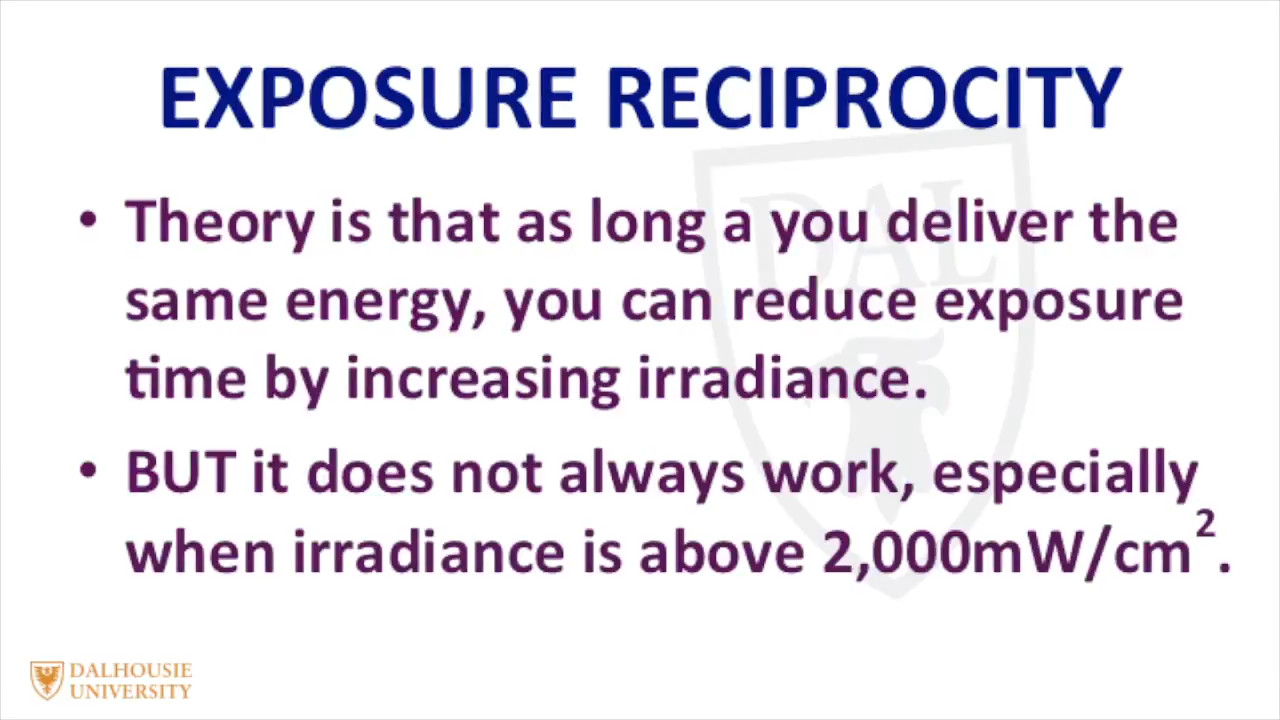 EXPOSURE RECIPROCITY
• Theory is that as long a you deliver the
same energy, you can reduce exposure
time by increasing irradiance.
• BUT it does not always work, especially
when irradiance is above 2,000mW/cm².
DAL
DALHOUSIE
UNIVERSITY